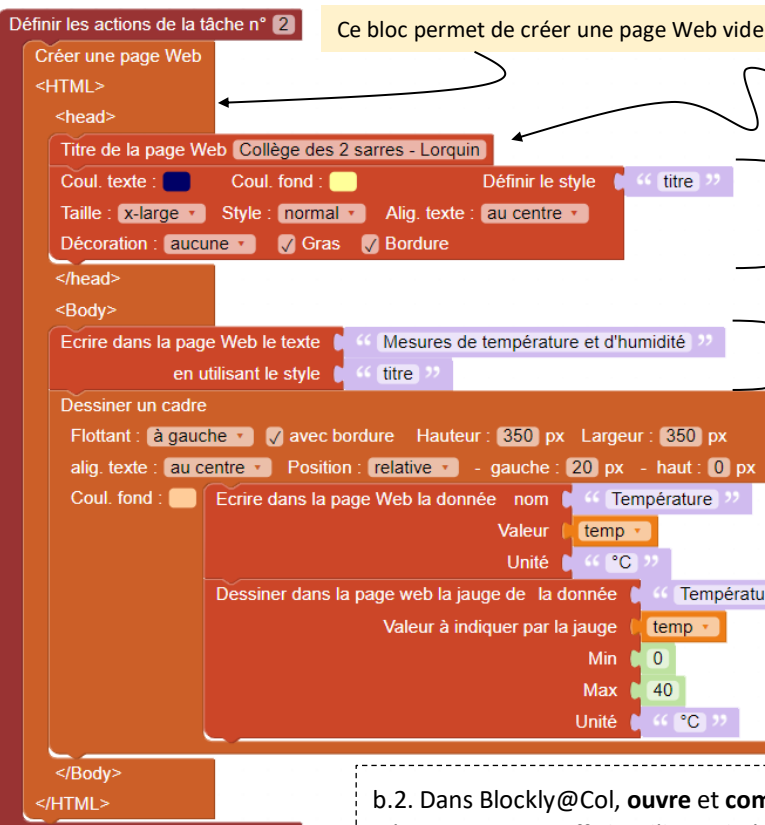 Définir les actions de la tâche n° 2
Ce bloc permet de créer une page Web vide
Créer une page Web
<HTML>
<head>
Titre de la page Web Collège des 2 sarres - Lorquin
Coul. texte : Coul. fond : Définir le style “ titre ”
Taille : x-large Style : normal Alig. texte : au centre
Décoration : aucune Gras Bordure
</head>
<Body>
Ecrire dans la page Web le texte “ Mesures de température et d'humidité ”
en utilisant le style “ titre ”
Dessiner un cadre
Flottant : à gauche avec bordure Hauteur : 350 px Largeur : 350 px
alig. texte : au centre Position : relative - gauche : 20 px - haut : 0 px
Coul. fond : Ecrire dans la page Web la donnée nom “ Température ”
Valeur temp
Unité “ °C ”
Dessiner dans la page web la jauge de la donnée “ Températu
Valeur à indiquer par la jauge temp
Min 0
Max 40
Unité “ °C ”
</Body>
</HTML>
b.2. Dans Blockly@Col, ouvre et com